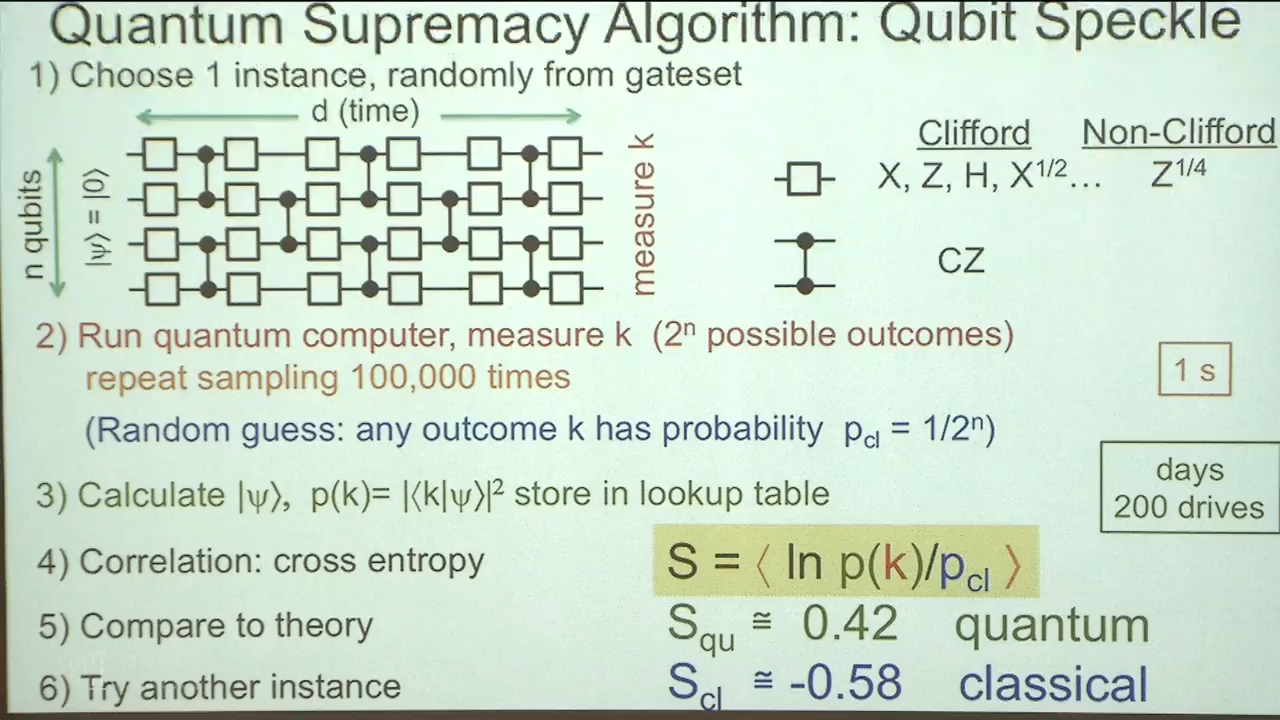 Quantum Supremacy Algorithm: Qubit Speckle
1) Choose 1 instance, randomly from gateset
d (time)
n qubits
|ψ⟩ = |0⟩
measure k
Clifford Non-Clifford
X, Z, H, X^1/2... Z^1/4
CZ
2) Run quantum computer, measure k (2ⁿ possible outcomes)
repeat sampling 100,000 times
1 s
(Random guess: any outcome k has probability p_cl = 1/2ⁿ)
3) Calculate |ψ⟩, p(k)= |⟨k|ψ⟩|² store in lookup table
days
200 drives
4) Correlation: cross entropy S = ⟨ ln p(k)/p_cl ⟩
5) Compare to theory S_qu ≅ 0.42 quantum
6) Try another instance S_cl ≅ -0.58 classical